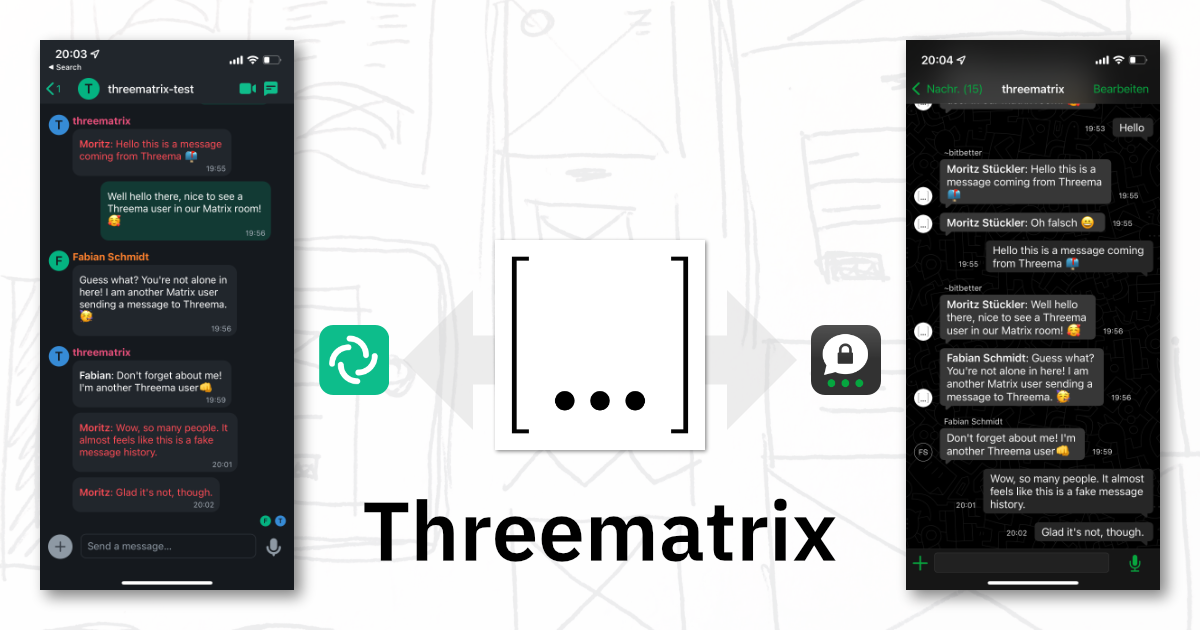 20:03
◀ Search
1
T
threematrix-test
T
threematrix
Moritz: Hello this is a message
coming from Threema 📫
19:55
Well hello there, nice to see a
Threema user in our Matrix room!
🥰
19:56
F
Fabian Schmidt
Guess what? You're not alone in
here! I am another Matrix user
sending a message to Threema.
😚
19:56
T
threematrix
Fabian: Don't forget about me!
I'm another Threema user👊
19:59
Moritz: Wow, so many people. It
almost feels like this is a fake
message history.
20:01
Moritz: Glad it's not, though.
20:02
F T
Send a message...
[...]
Threematrix
20:04
Nachr. (15)
threematrix
Bearbeiten
19:53
Hello
~bitbetter
Moritz Stückler: Hello this is a
message coming from Threema
📫
19:55
[...]
Moritz Stückler: Oh falsch 😄
19:55
[...]
Hello this is a message coming
from Threema 📫
19:55
~bitbetter
Moritz Stückler: Well hello
there, nice to see a Threema
user in our Matrix room! 🥰
19:56
[...]
Fabian Schmidt: Guess what?
You're not alone in here! I am
another Matrix user sending a
message to Threema. 😚
19:56
[...]
Fabian Schmidt
Don't forget about me! I'm
another Threema user👊
19:59
FS
Wow, so many people. It almost
feels like this is a fake message
history.
20:01
20:02
Glad it's not, though.